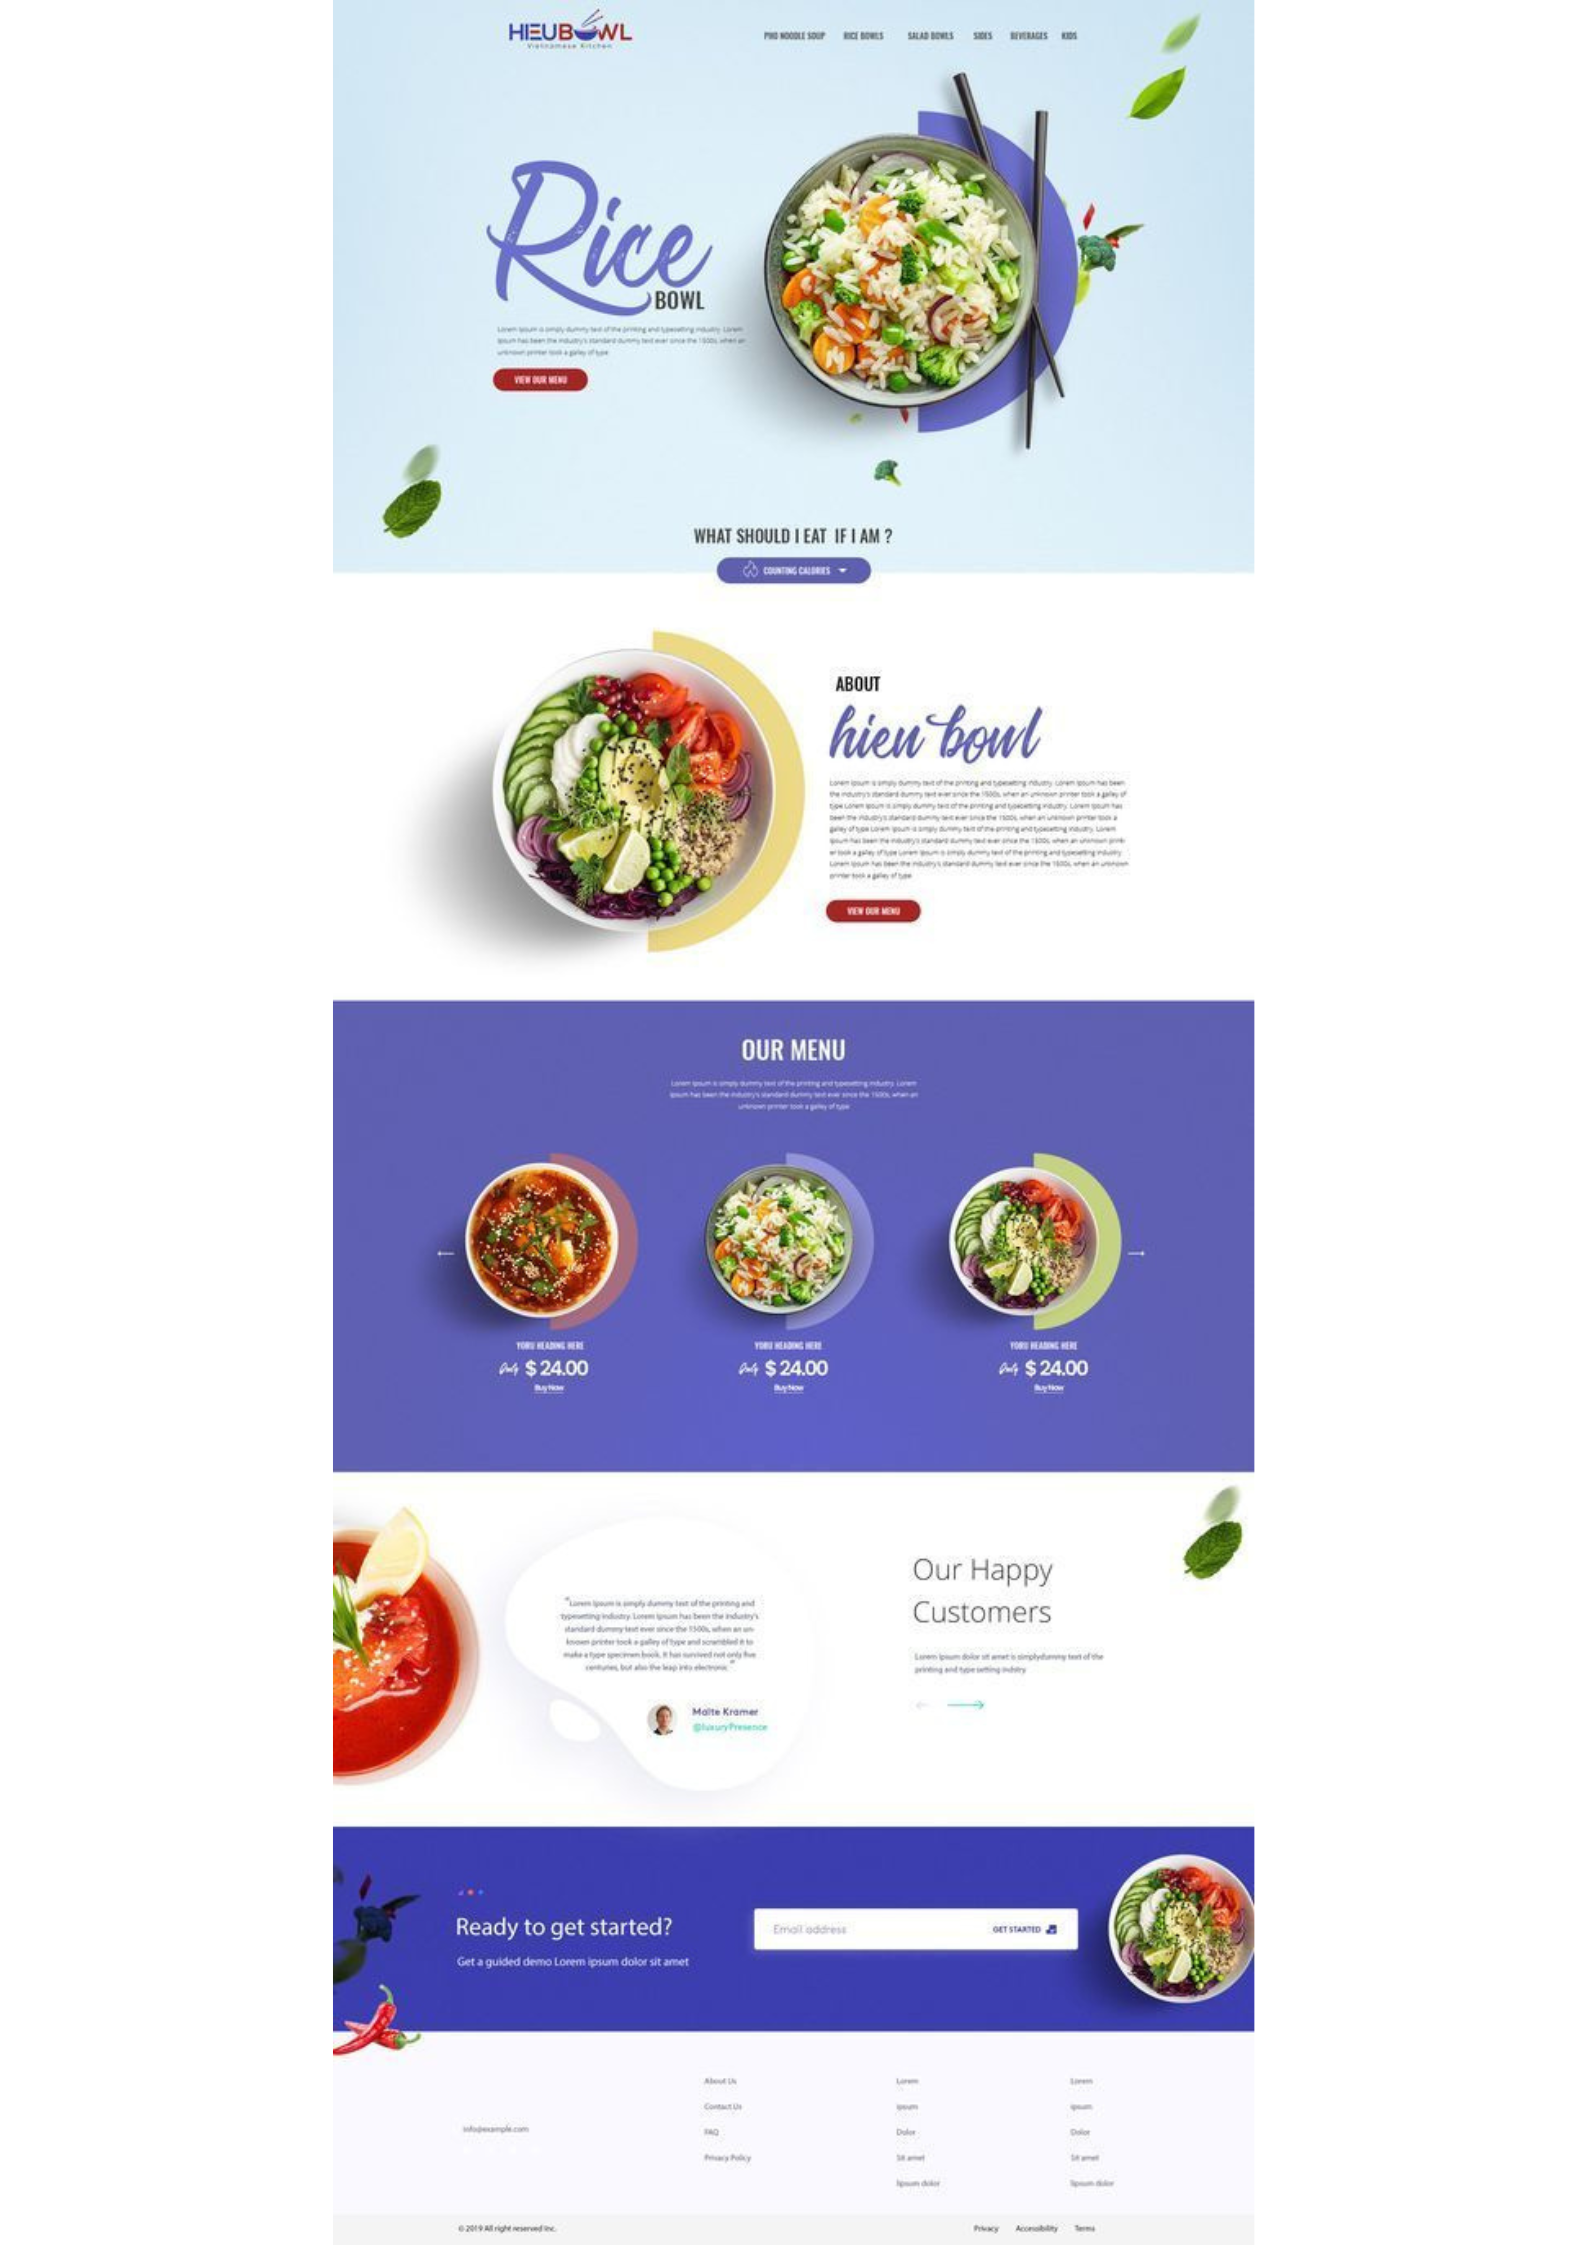 HIEUBOWL
Vietnamese Kitchen
PHO NOODLE SOUP RICE BOWLS SALAD BOWLS SIDES BEVERAGES KIDS
Rice
BOWL
Lorem Ipsum is simply dummy text of the printing and typesetting industry. Lorem
Ipsum has been the industry's standard dummy text ever since the 1500s, when an
unknown printer took a galley of type
VIEW OUR MENU
WHAT SHOULD I EAT IF I AM ?
COUNTING CALORIES
ABOUT
hien bowl
Lorem Ipsum is simply dummy text of the printing and typesetting industry. Lorem Ipsum has been
the industry's standard dummy text ever since the 1500s, when an unknown printer took a galley of
type Lorem Ipsum is simply dummy text of the printing and typesetting industry. Lorem Ipsum has
been the industry's standard dummy text ever since the 1500s, when an unknown printer took a
galley of type Lorem Ipsum is simply dummy text of the printing and typesetting industry. Lorem
Ipsum has been the industry's standard dummy text ever since the 1500s, when an unknown print-
er took a galley of type Lorem Ipsum is simply dummy text of the printing and typesetting industry.
Lorem Ipsum has been the industry's standard dummy text ever since the 1500s, when an unknown
printer took a galley of type
VIEW OUR MENU
OUR MENU
Lorem Ipsum is simply dummy text of the printing and typesetting industry. Lorem
Ipsum has been the industry's standard dummy text ever since the 1500s, when an
unknown printer took a galley of type
YORU HEADING HERE YORU HEADING HERE YORU HEADING HERE
Only $ 24.00 Only $ 24.00 Only $ 24.00
Buy Now Buy Now Buy Now
Our Happy
Customers
Lorem Ipsum dolor sit amet is simplydummy text of the
printing and type setting indstry
"Lorem Ipsum is simply dummy text of the printing and
typesetting industry. Lorem Ipsum has been the industry's
standard dummy text ever since the 1500s, when an un-
known printer took a galley of type and scrambled it to
make a type specimen book. It has survived not only five
centuries, but also the leap into electronic."
Malte Kramer
@luxuryPresence
Ready to get started?
Get a guided demo Lorem ipsum dolor sit amet
Email address GET STARTED
info@example.com
About Us
Contact Us
FAQ
Privacy Policy
Lorem
Ipsum
Dolor
Sit amet
lipsum dolor
Lorem
Ipsum
Dolor
Sit amet
lipsum dolor
© 2019 All right reserved Inc.
Privacy Accessibility Terms